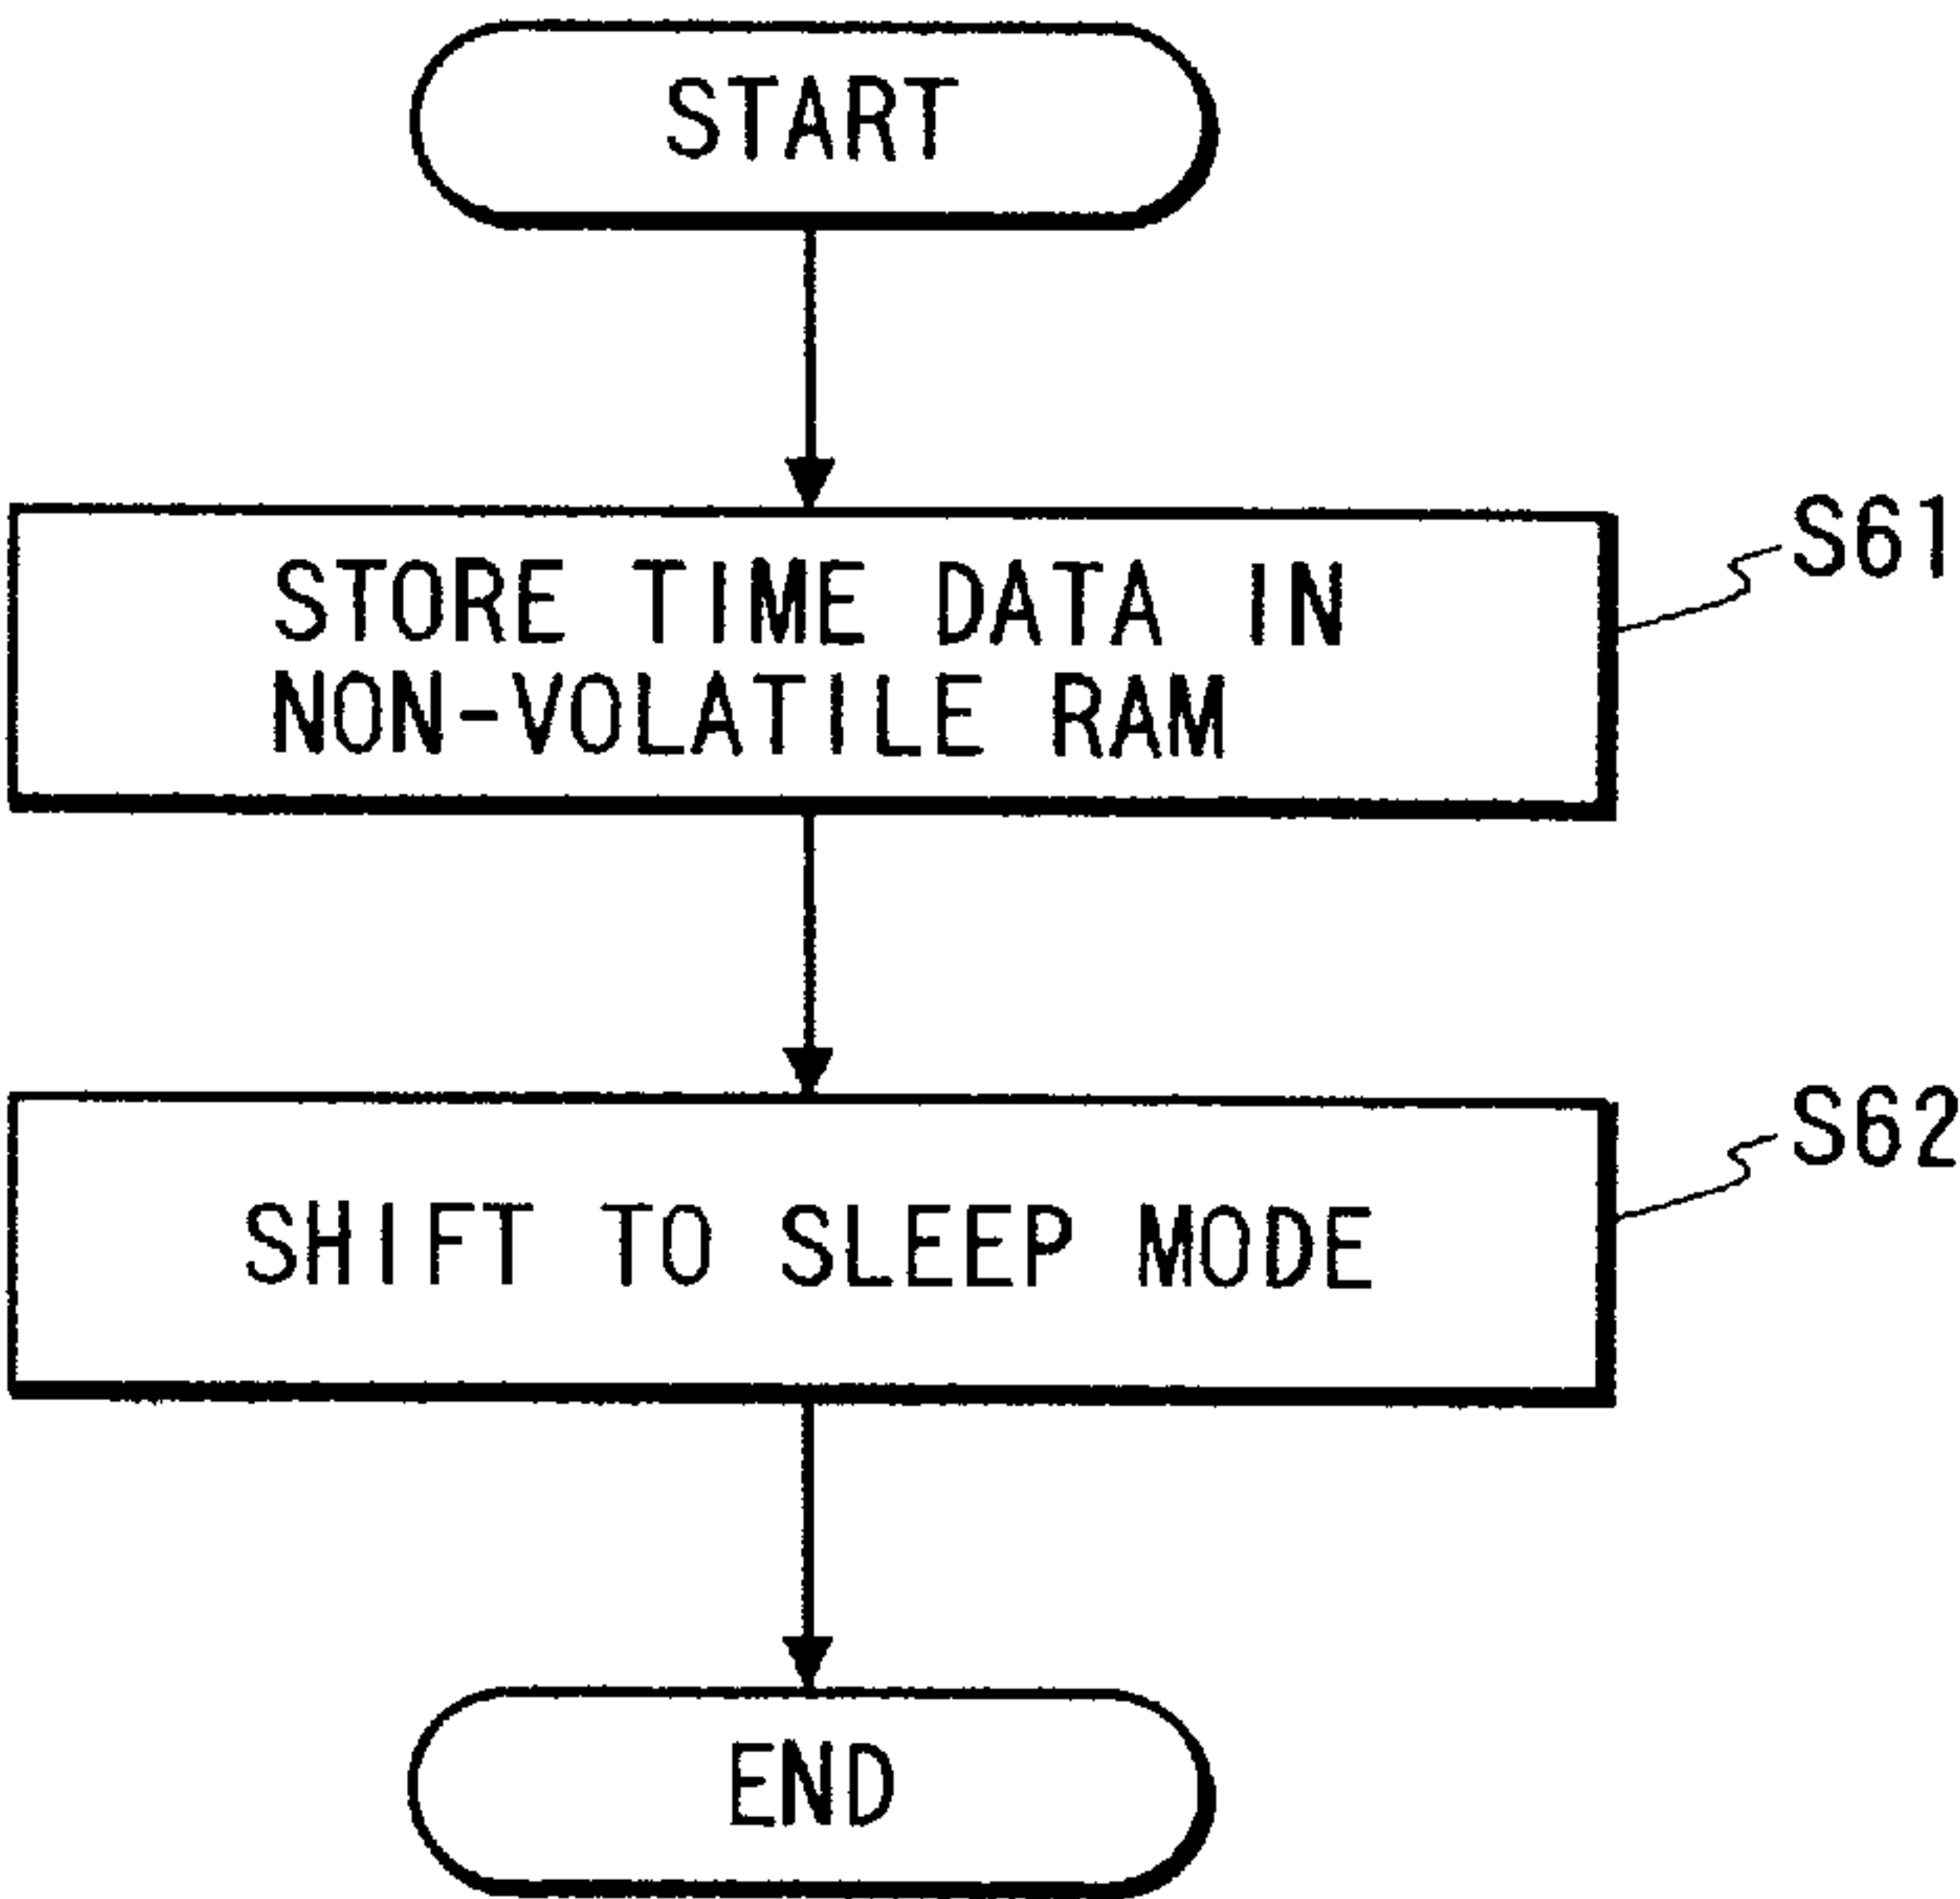 START
S61
STORE TIME DATA IN
NON-VOLATILE RAM
S62
SHIFT TO SLEEP MODE
END